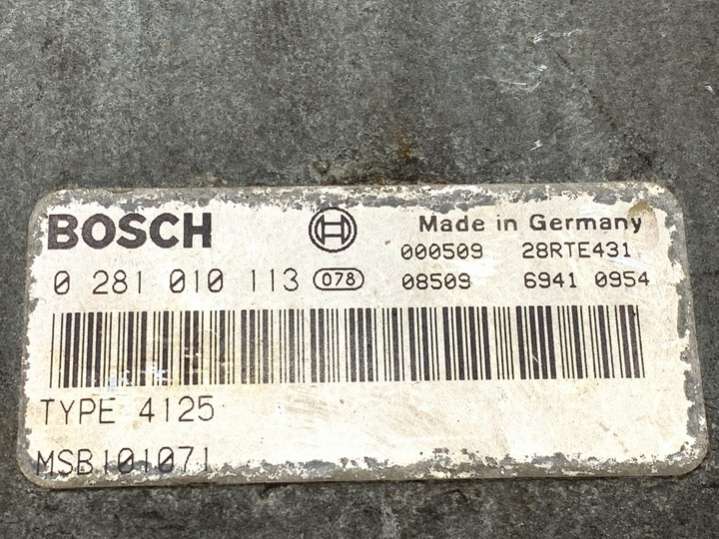 BOSCH Made in Germany
000509 28RTE431
0 281 010 113 078 08509 6941 0954
TYPE 4125
MSB101071